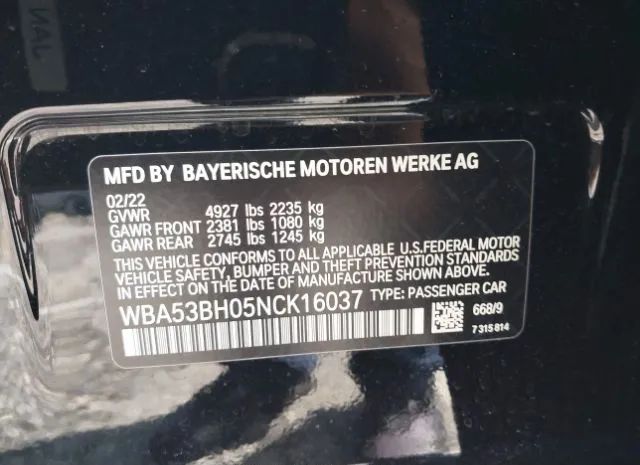 MFD BY BAYERISCHE MOTOREN WERKE AG
02/22
GVWR 4927 lbs 2235 kg
GAWR FRONT 2381 lbs 1080 kg
GAWR REAR 2745 lbs 1245 kg
THIS VEHICLE CONFORMS TO ALL APPLICABLE U.S.FEDERAL MOTOR
VEHICLE SAFETY, BUMPER AND THEFT PREVENTION STANDARDS
IN EFFECT ON THE DATE OF MANUFACTURE SHOWN ABOVE.
WBA53BH05NCK16037 TYPE: PASSENGER CAR
668/9
7 315 814